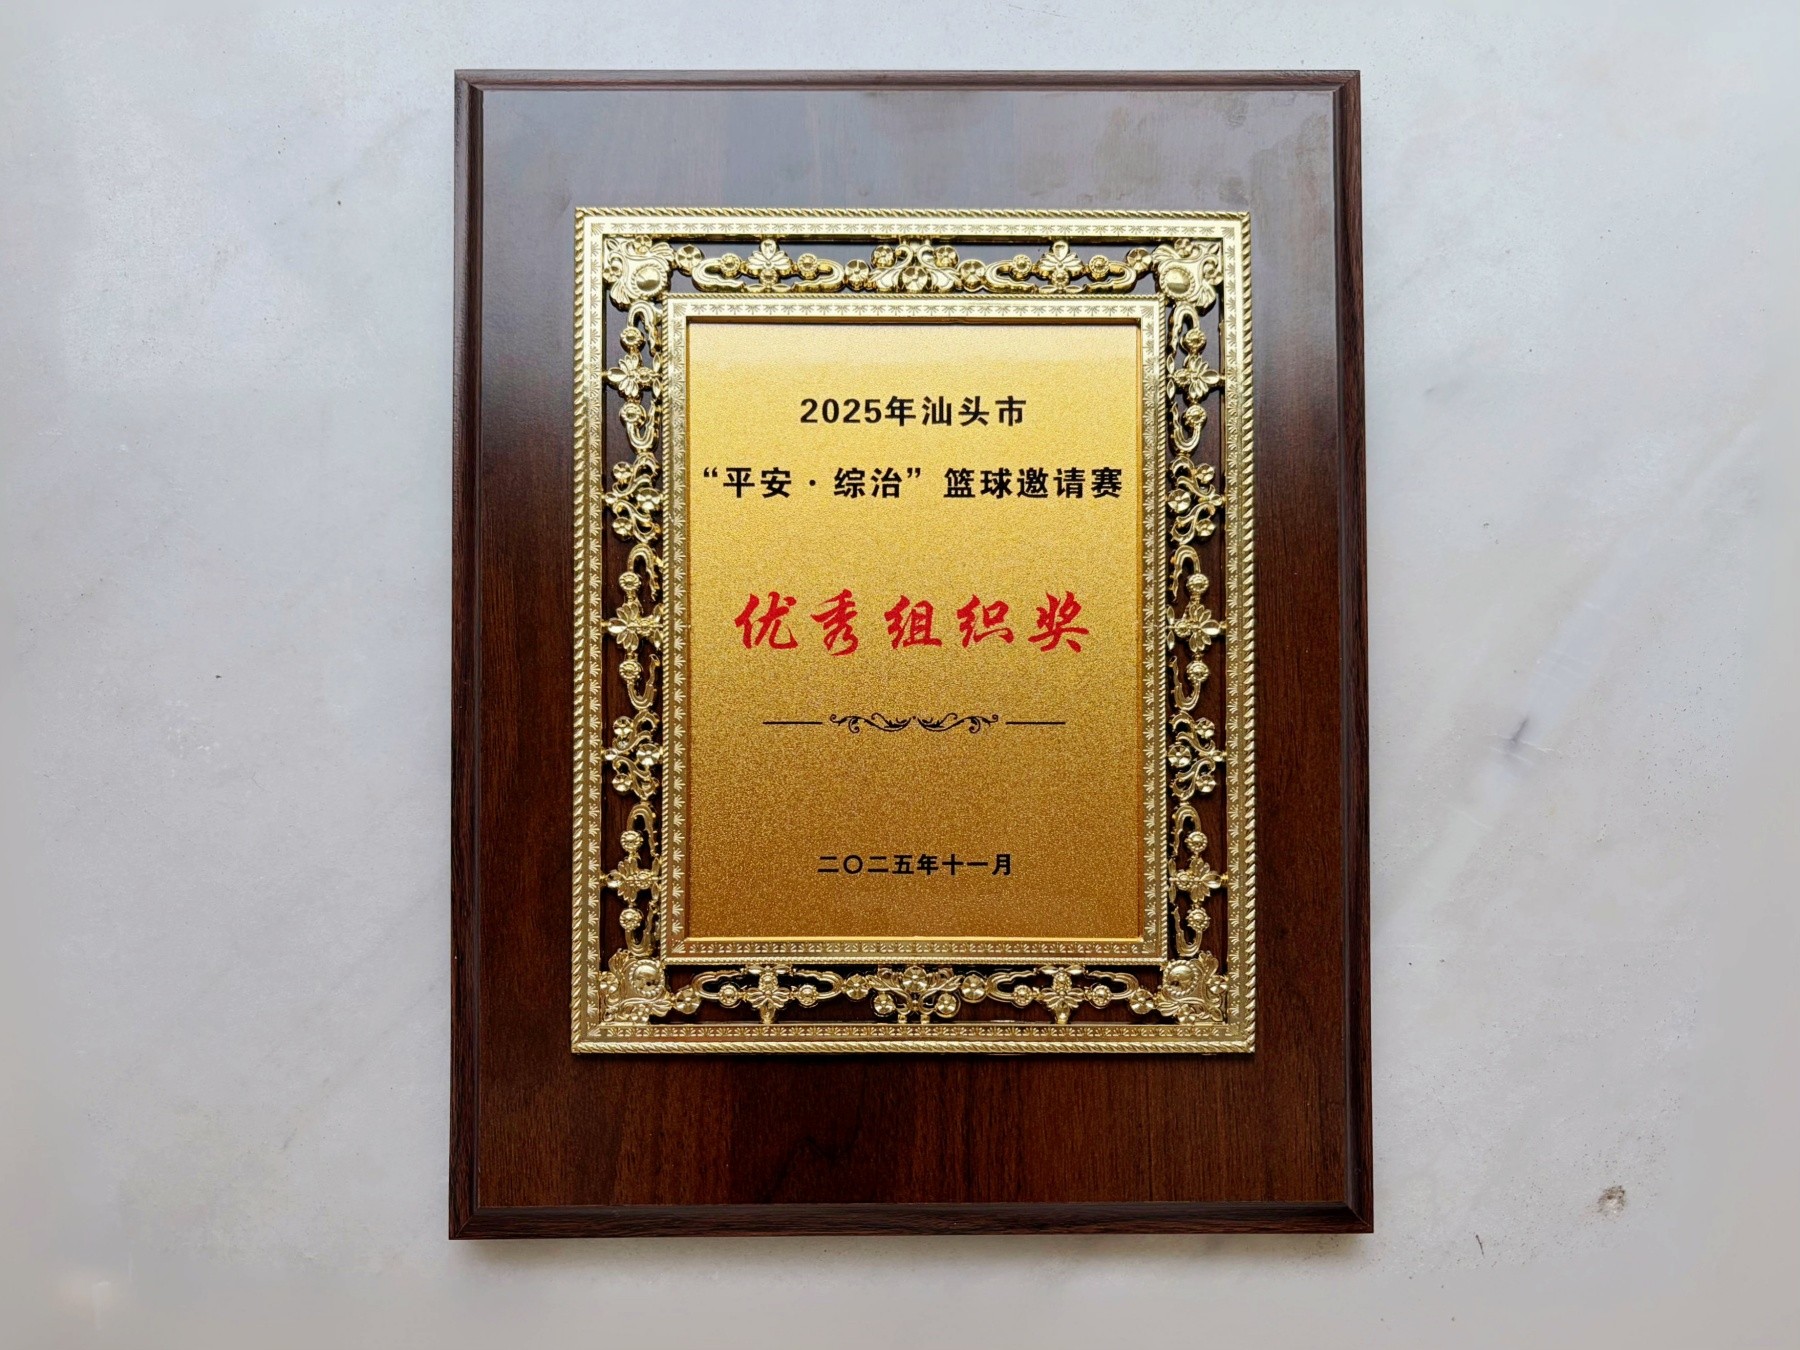 2025年汕头市
“平安·综治”篮球邀请赛
优秀组织奖
二〇二五年十一月